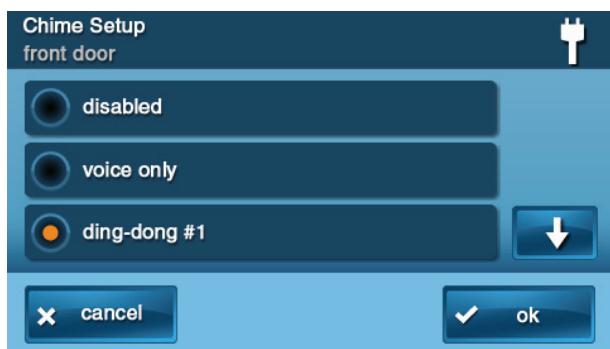 Chime Setup
front door
disabled
voice only
ding-dong #1
cancel
ok